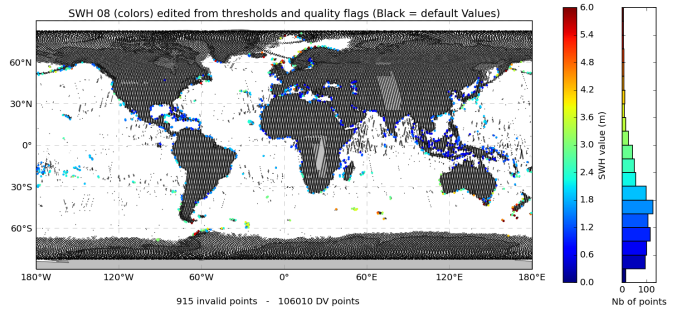 SWH 08 (colors) edited from thresholds and quality flags (Black = default Values)
60°N
30°N
0°
30°S
60°S
180°W
120°W
60°W
0°
60°E
120°E
180°E
915 invalid points - 106010 DV points
6.0
5.4
4.8
4.2
3.6
3.0
2.4
1.8
1.2
0.6
0.0
SWH value (m)
0
100
Nb of points